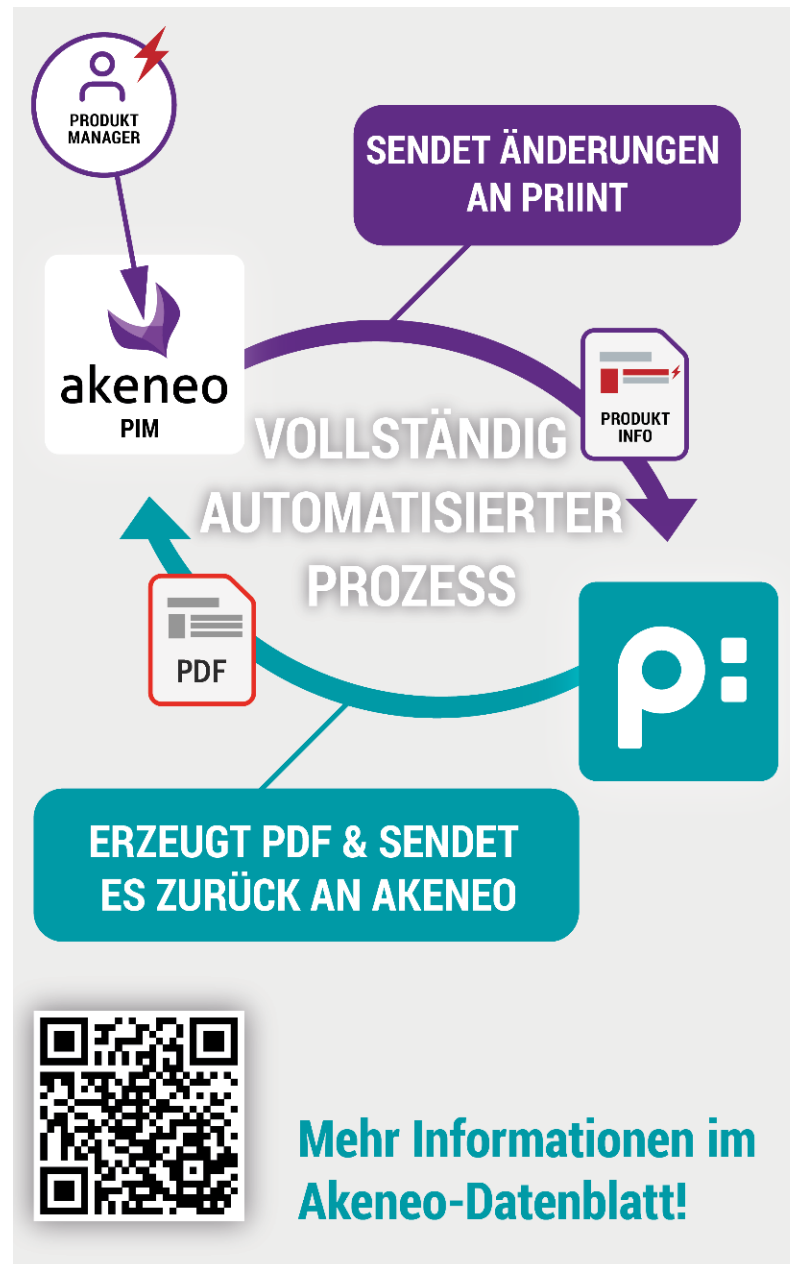 PRODUKT
MANAGER
SENDET ÄNDERUNGEN
AN PRIINT
akeneo
PIM
PRODUKT
INFO
VOLLSTÄNDIG
AUTOMATISIERTER
PROZESS
PDF
p:
ERZEUGT PDF & SENDET
ES ZURÜCK AN AKENEO
Mehr Informationen im
Akeneo-Datenblatt!